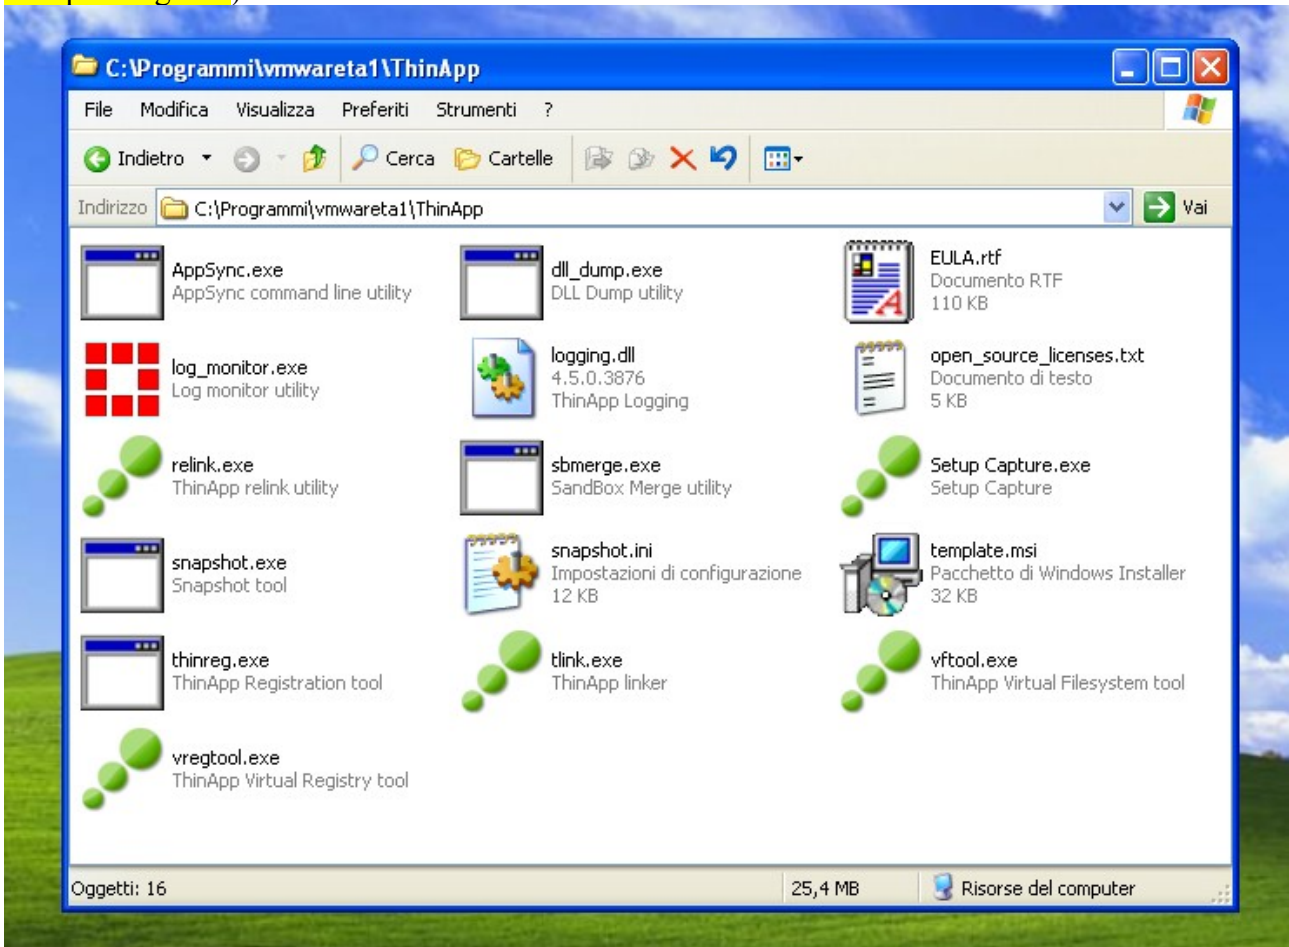 C:\Programmi\vmwareta1\ThinApp
File Modifica Visualizza Preferiti Strumenti ?
Indietro Cerca Cartelle
Indirizzo C:\Programmi\vmwareta1\ThinApp Vai
AppSync.exe
AppSync command line utility
dll_dump.exe
DLL Dump utility
EULA.rtf
Documento RTF
110 KB
log_monitor.exe
Log monitor utility
logging.dll
4.5.0.3876
ThinApp Logging
open_source_licenses.txt
Documento di testo
5 KB
relink.exe
ThinApp relink utility
sbmerge.exe
SandBox Merge utility
Setup Capture.exe
Setup Capture
snapshot.exe
Snapshot tool
snapshot.ini
Impostazioni di configurazione
12 KB
template.msi
Pacchetto di Windows Installer
32 KB
thinreg.exe
ThinApp Registration tool
tlink.exe
ThinApp linker
vftool.exe
ThinApp Virtual Filesystem tool
vregtool.exe
ThinApp Virtual Registry tool
Oggetti: 16 25,4 MB Risorse del computer